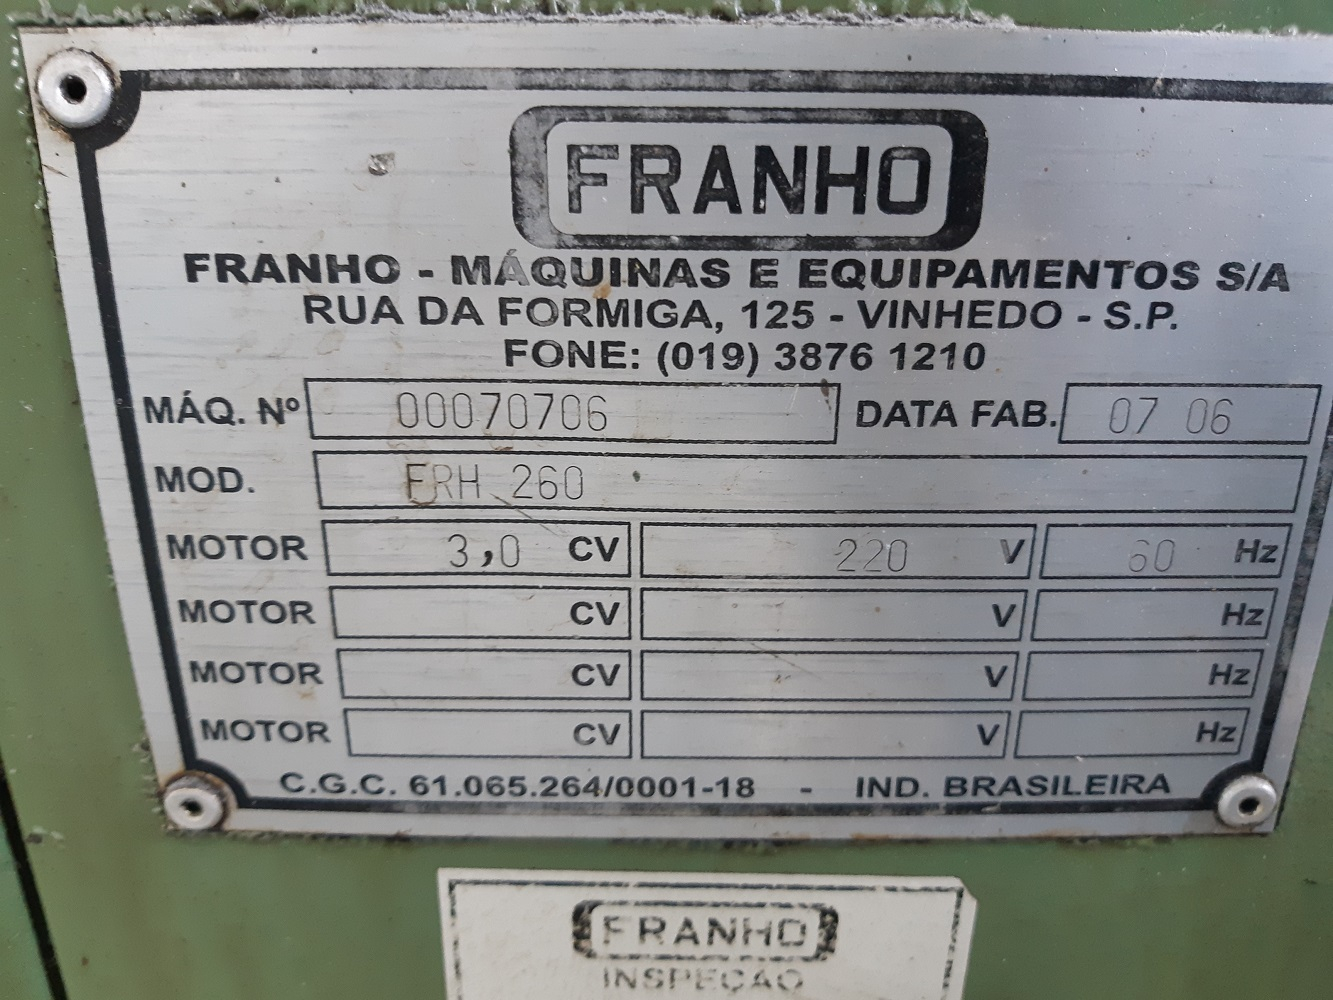 FRANHO
FRANHO - MÁQUINAS E EQUIPAMENTOS S/A
RUA DA FORMIGA, 125 - VINHEDO - S.P.
FONE: (019) 3876 1210
MÁQ. Nº 00070706 DATA FAB. 07 06
MOD. FRH 260
MOTOR 3,0 CV 220 V 60 Hz
MOTOR CV V Hz
MOTOR CV V Hz
MOTOR CV V Hz
C.G.C. 61.065.264/0001-18 - IND. BRASILEIRA
FRANHO
INSPEÇÃO